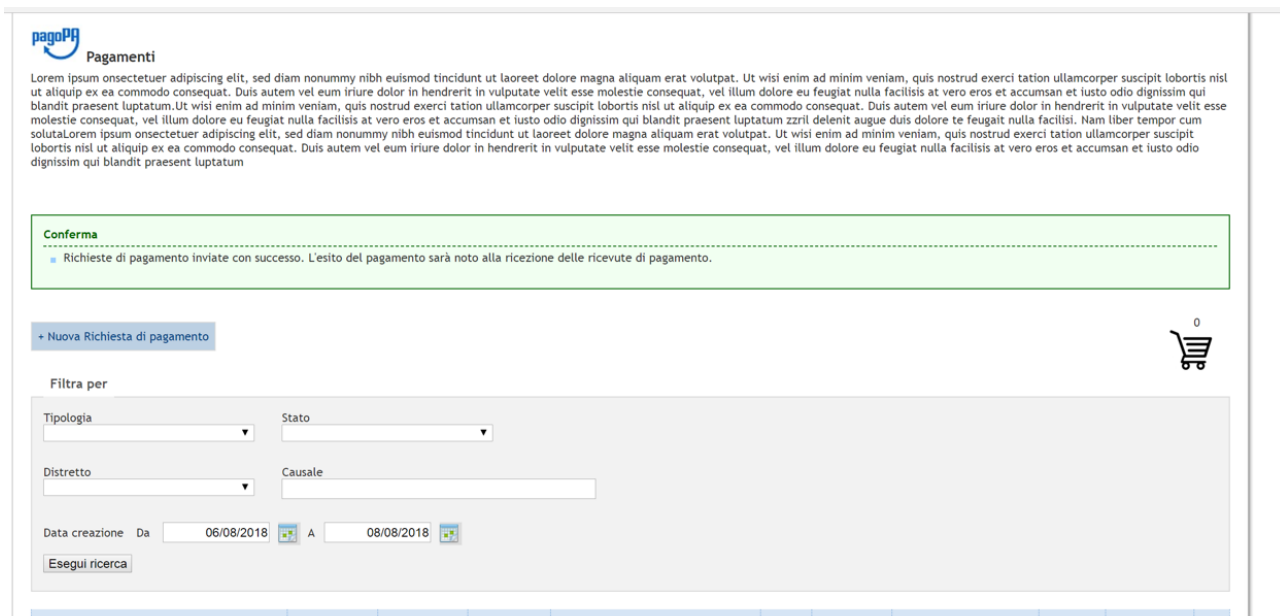 pagoPA
Pagamenti
Lorem ipsum onsectetuer adipiscing elit, sed diam nonummy nibh euismod tincidunt ut laoreet dolore magna aliquam erat volutpat. Ut wisi enim ad minim veniam, quis nostrud exerci tation ullamcorper suscipit lobortis nisl
ut aliquip ex ea commodo consequat. Duis autem vel eum iriure dolor in hendrerit in vulputate velit esse molestie consequat, vel illum dolore eu feugiat nulla facilisis at vero eros et accumsan et iusto odio dignissim qui
blandit praesent luptatum.Ut wisi enim ad minim veniam, quis nostrud exerci tation ullamcorper suscipit lobortis nisl ut aliquip ex ea commodo consequat. Duis autem vel eum iriure dolor in hendrerit in vulputate velit esse
molestie consequat, vel illum dolore eu feugiat nulla facilisis at vero eros et accumsan et iusto odio dignissim qui blandit praesent luptatum zzril delenit augue duis dolore te feugait nulla facilisi. Nam liber tempor cum
solutaLorem ipsum onsectetuer adipiscing elit, sed diam nonummy nibh euismod tincidunt ut laoreet dolore magna aliquam erat volutpat. Ut wisi enim ad minim veniam, quis nostrud exerci tation ullamcorper suscipit
lobortis nisl ut aliquip ex ea commodo consequat. Duis autem vel eum iriure dolor in hendrerit in vulputate velit esse molestie consequat, vel illum dolore eu feugiat nulla facilisis at vero eros et accumsan et iusto odio
dignissim qui blandit praesent luptatum
Conferma
Richieste di pagamento inviate con successo. L'esito del pagamento sarà noto alla ricezione delle ricevute di pagamento.
+ Nuova Richiesta di pagamento
0
Filtra per
Tipologia Stato
Distretto Causale
Data creazione Da 06/08/2018 A 08/08/2018
Esegui ricerca